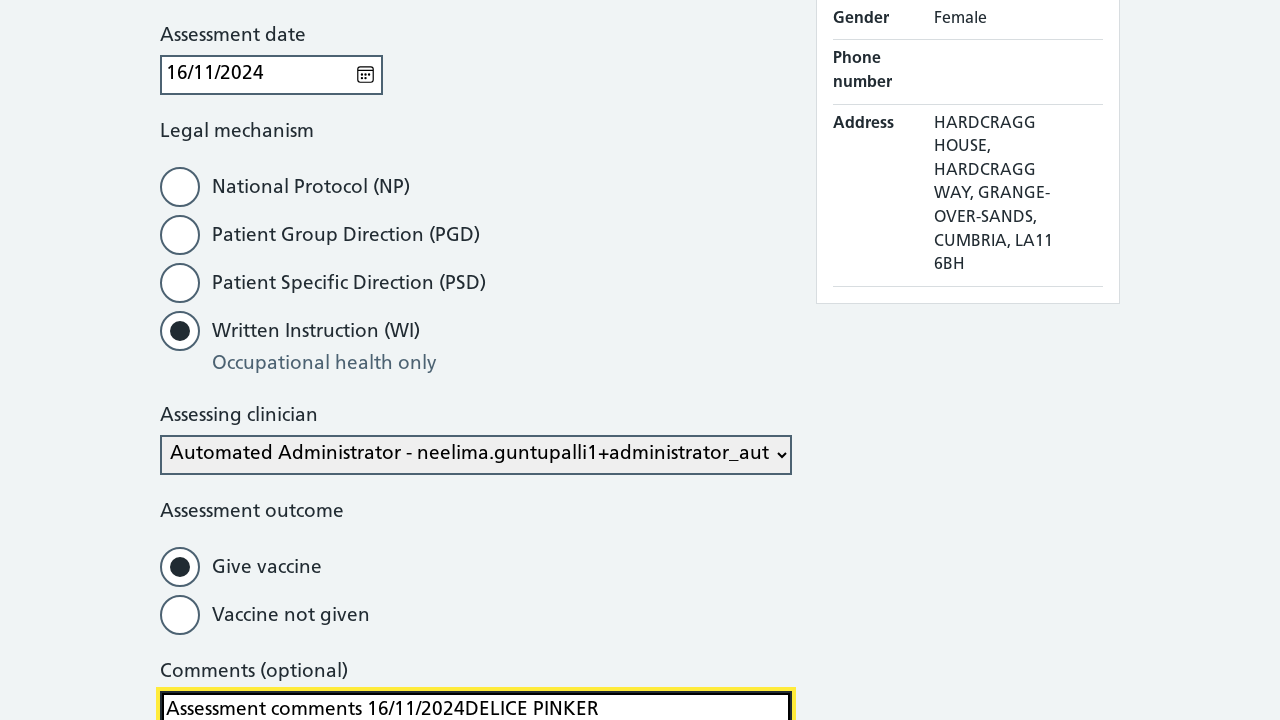 Assessment date
16/11/2024
Legal mechanism
National Protocol (NP)
Patient Group Direction (PGD)
Patient Specific Direction (PSD)
Written Instruction (WI)
Occupational health only
Assessing clinician
Automated Administrator - neelima.guntupalli1+administrator_aut
Assessment outcome
Give vaccine
Vaccine not given
Comments (optional)
Assessment comments 16/11/2024DELICE PINKER
Gender Female
Phone
number
Address HARDCRAGG
HOUSE,
HARDCRAGG
WAY, GRANGE-
OVER-SANDS,
CUMBRIA, LA11
6BH